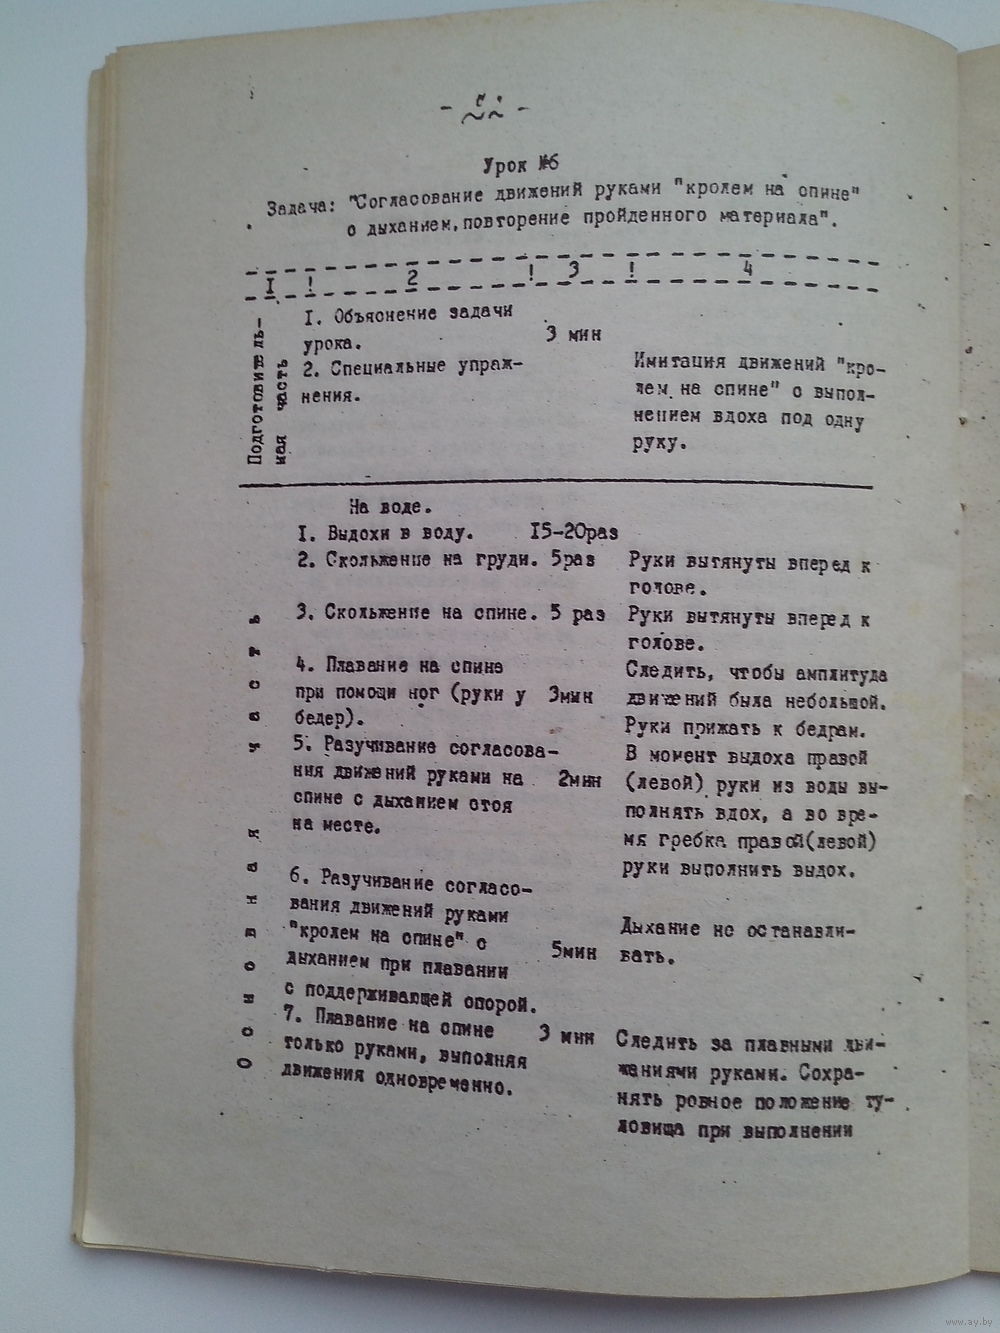 Урок №6
Задача: "Согласование движений руками "кролем на спине"
с дыханием, повторение пройденного материала".
I ! 2 ! 3 ! 4
Подготовитель-
ная часть
I. Объяснение задачи
урока.
3 мин
2. Специальные упраж-
нения.
Имитация движений "кро-
лем на спине" с выпол-
нением вдоха под одну
руку.
Основная часть
На воде.
I. Выдохи в воду. I5-20раз
2. Скольжение на груди. 5раз Руки вытянуты вперед к
голове.
3. Скольжение на спине. 5 раз Руки вытянуты вперед к
голове.
4. Плавание на спине
при помощи ног (руки у 3мин
бедер).
Следить, чтобы амплитуда
движений была небольшой.
Руки прижать к бедрам.
5. Разучивание согласова-
ния движений руками на 2мин
спине с дыханием стоя
на месте.
В момент выдоха правой
(левой) руки из воды вы-
полнять вдох, а во вре-
мя гребка правой(левой)
руки выполнить выдох.
6. Разучивание согласо-
вания движений руками
"кролем на спине" с
дыханием при плавании 5мин
с поддерживающей опорой.
Дыхание не останавли-
вать.
7. Плавание на спине 3 мин
только руками, выполняя
движения одновременно.
Следить за плавными дви-
жениями руками. Сохра-
нять ровное положение ту-
ловища при выполнении
www.ay.by